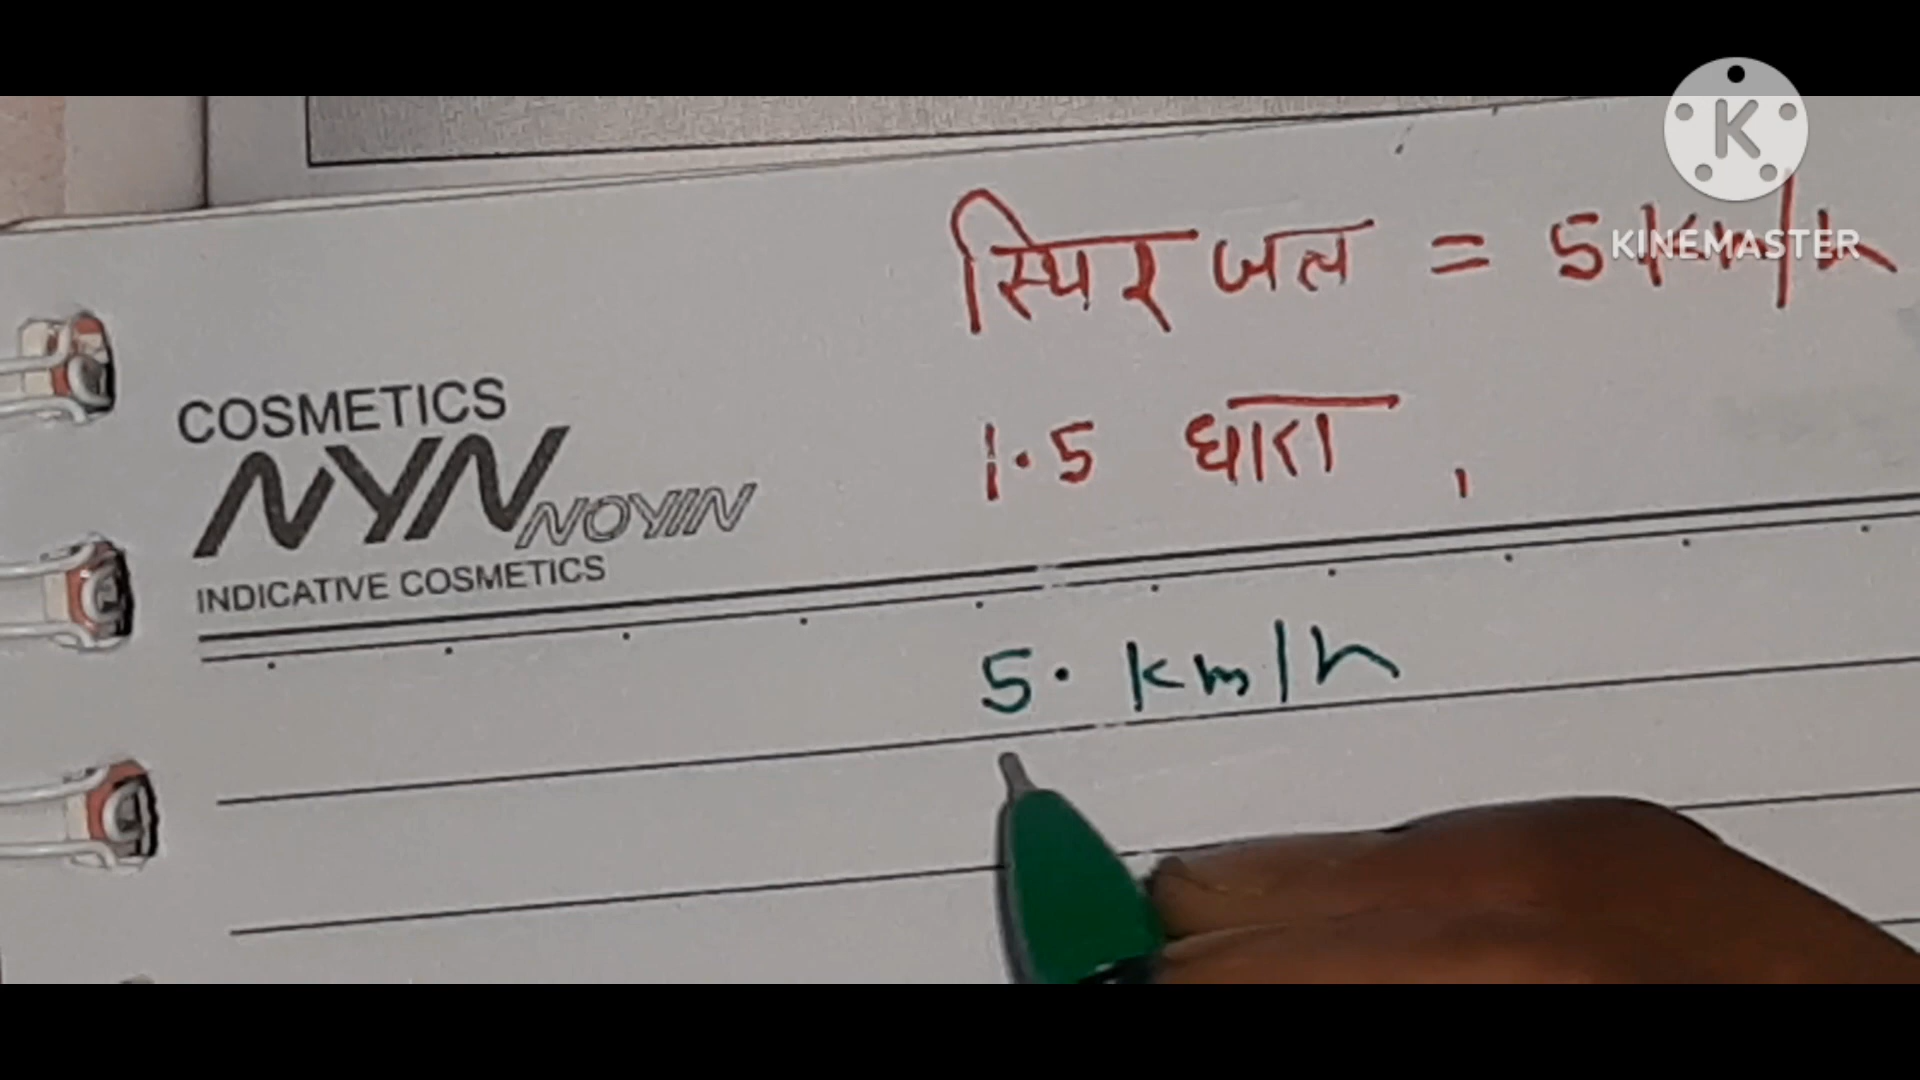 KINEMASTER
स्थिर जल = 5 km/h
1.5 धारा ,
COSMETICS
NYN NOYIN
INDICATIVE COSMETICS
5. km/h